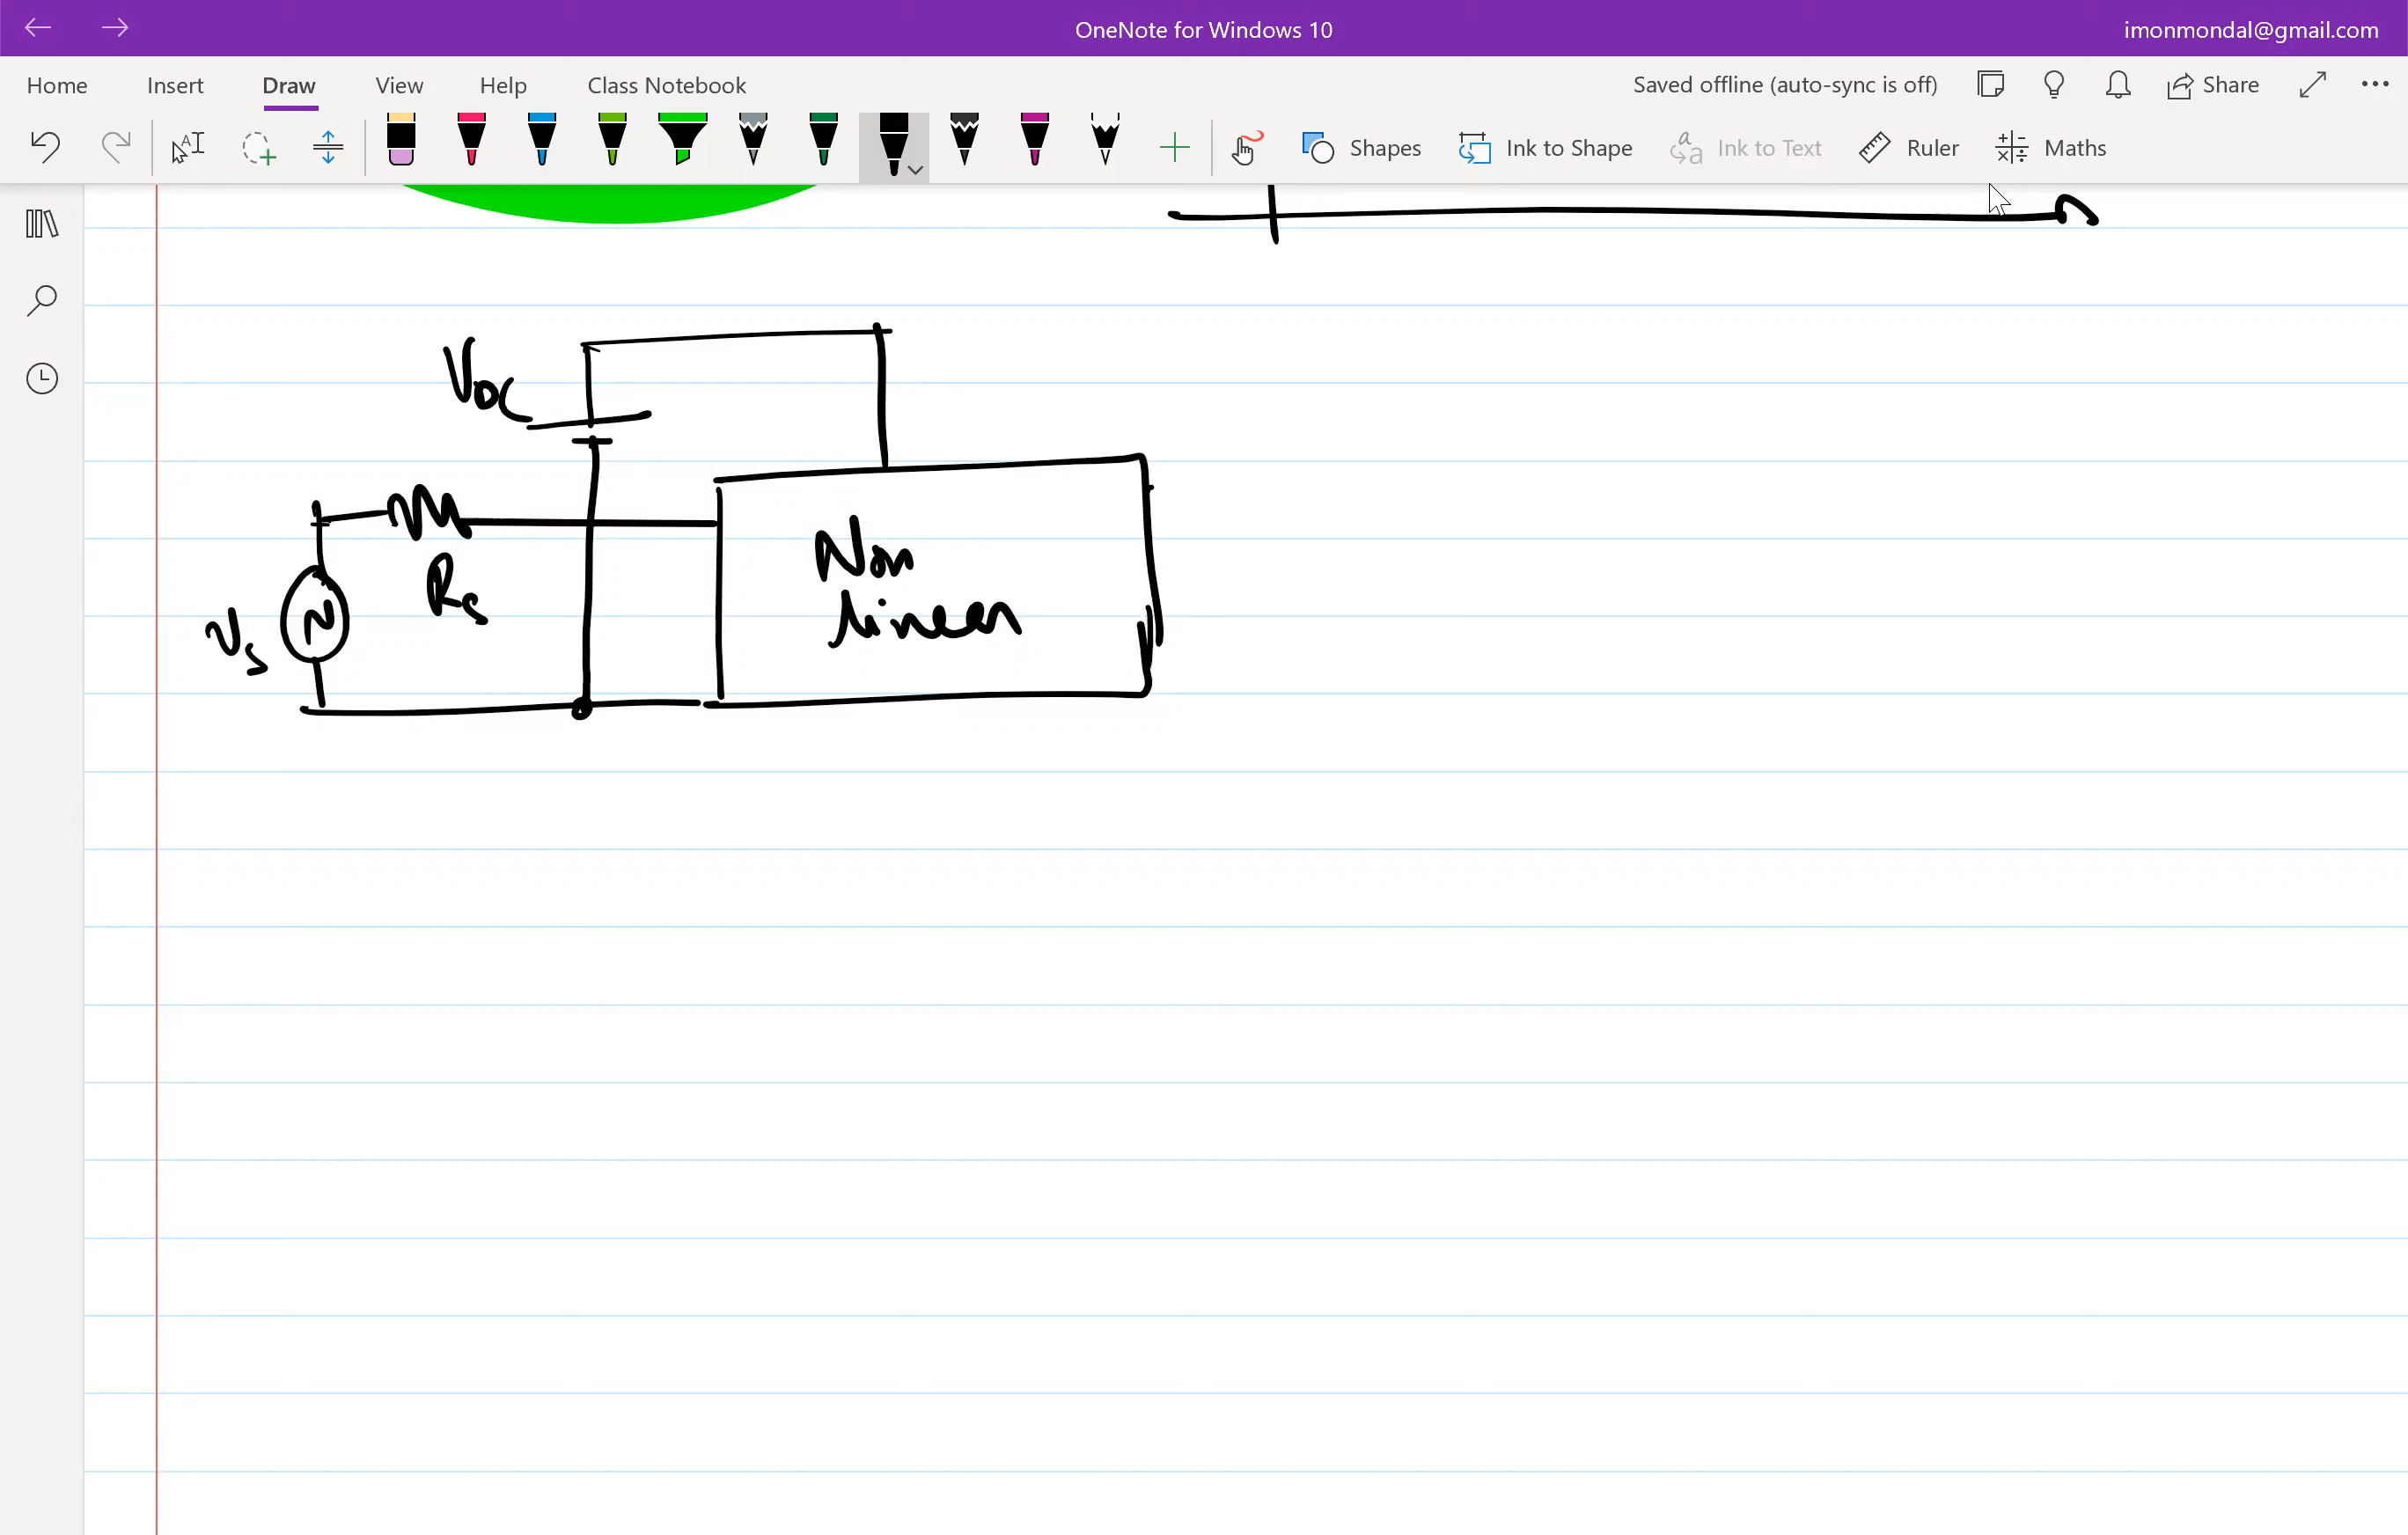 OneNote for Windows 10
imonmondal@gmail.com
Home Insert Draw View Help Class Notebook
Saved offline (auto-sync is off) Share
Shapes Ink to Shape Ink to Text Ruler Maths
VDC
Rs
Vs
Non
linear